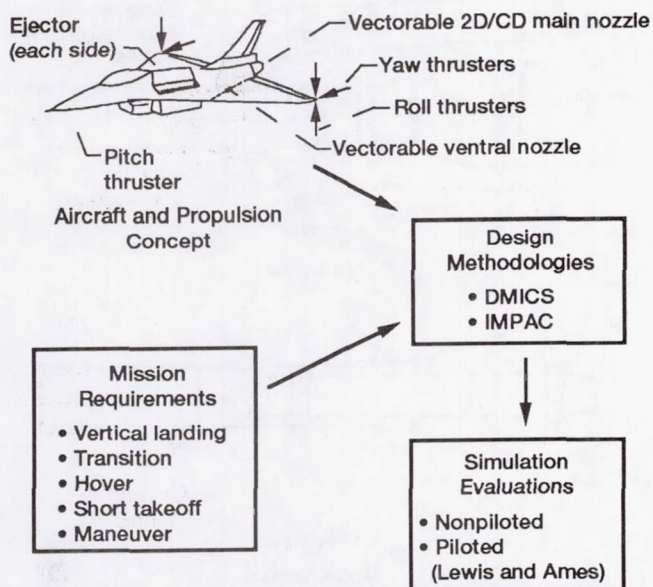 Ejector
(each side)
Vectorable 2D/CD main nozzle
Yaw thrusters
Roll thrusters
Vectorable ventral nozzle
Pitch
thruster
Aircraft and Propulsion
Concept
Design
Methodologies
• DMICS
• IMPAC
Mission
Requirements
• Vertical landing
• Transition
• Hover
• Short takeoff
• Maneuver
Simulation
Evaluations
• Nonpiloted
• Piloted
(Lewis and Ames)